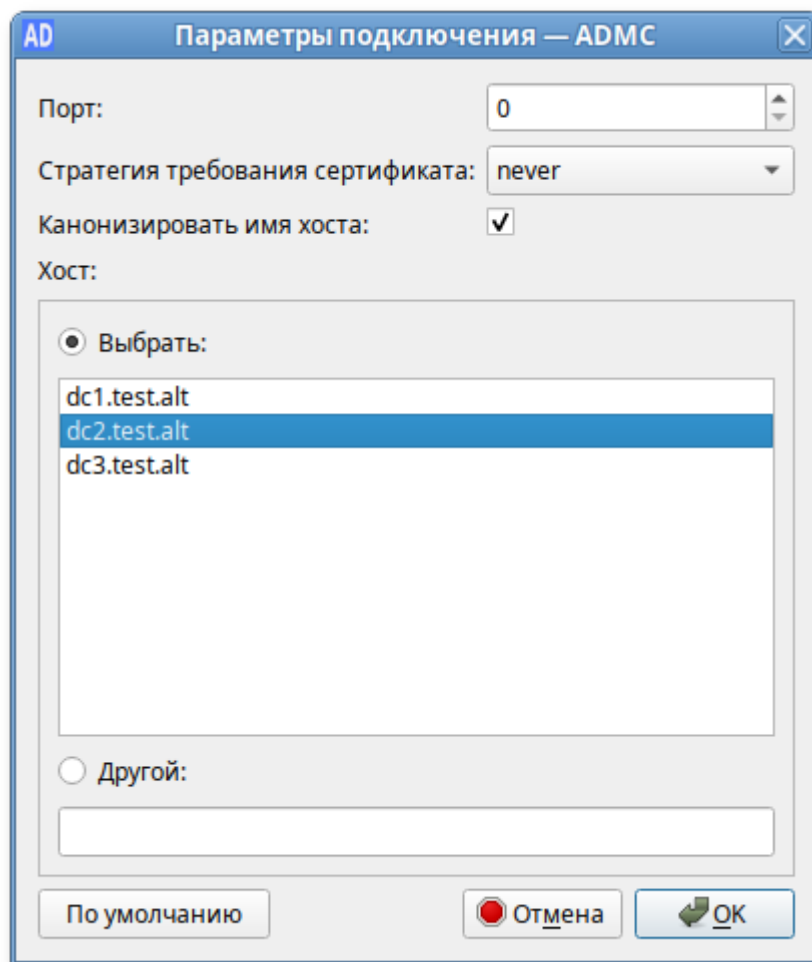 AD Параметры подключения — ADMC
Порт: 0
Стратегия требования сертификата: never
Канонизировать имя хоста:
Хост:
Выбрать:
dc1.test.alt
dc2.test.alt
dc3.test.alt
Другой:
По умолчанию Отмена OK